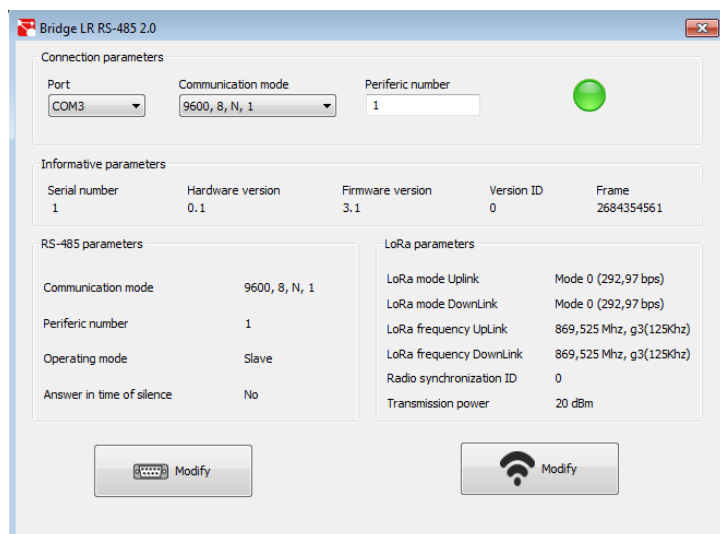 Bridge LR RS-485 2.0
Connection parameters
Port Communication mode Periferic number
COM3 9600, 8, N, 1 1
Informative parameters
Serial number Hardware version Firmware version Version ID Frame
1 0.1 3.1 0 2684354561
RS-485 parameters
Communication mode 9600, 8, N, 1
Periferic number 1
Operating mode Slave
Answer in time of silence No
Modify
LoRa parameters
LoRa mode Uplink Mode 0 (292,97 bps)
LoRa mode DownLink Mode 0 (292,97 bps)
LoRa frequency UpLink 869,525 Mhz, g3(125Khz)
LoRa frequency DownLink 869,525 Mhz, g3(125Khz)
Radio synchronization ID 0
Transmission power 20 dBm
Modify